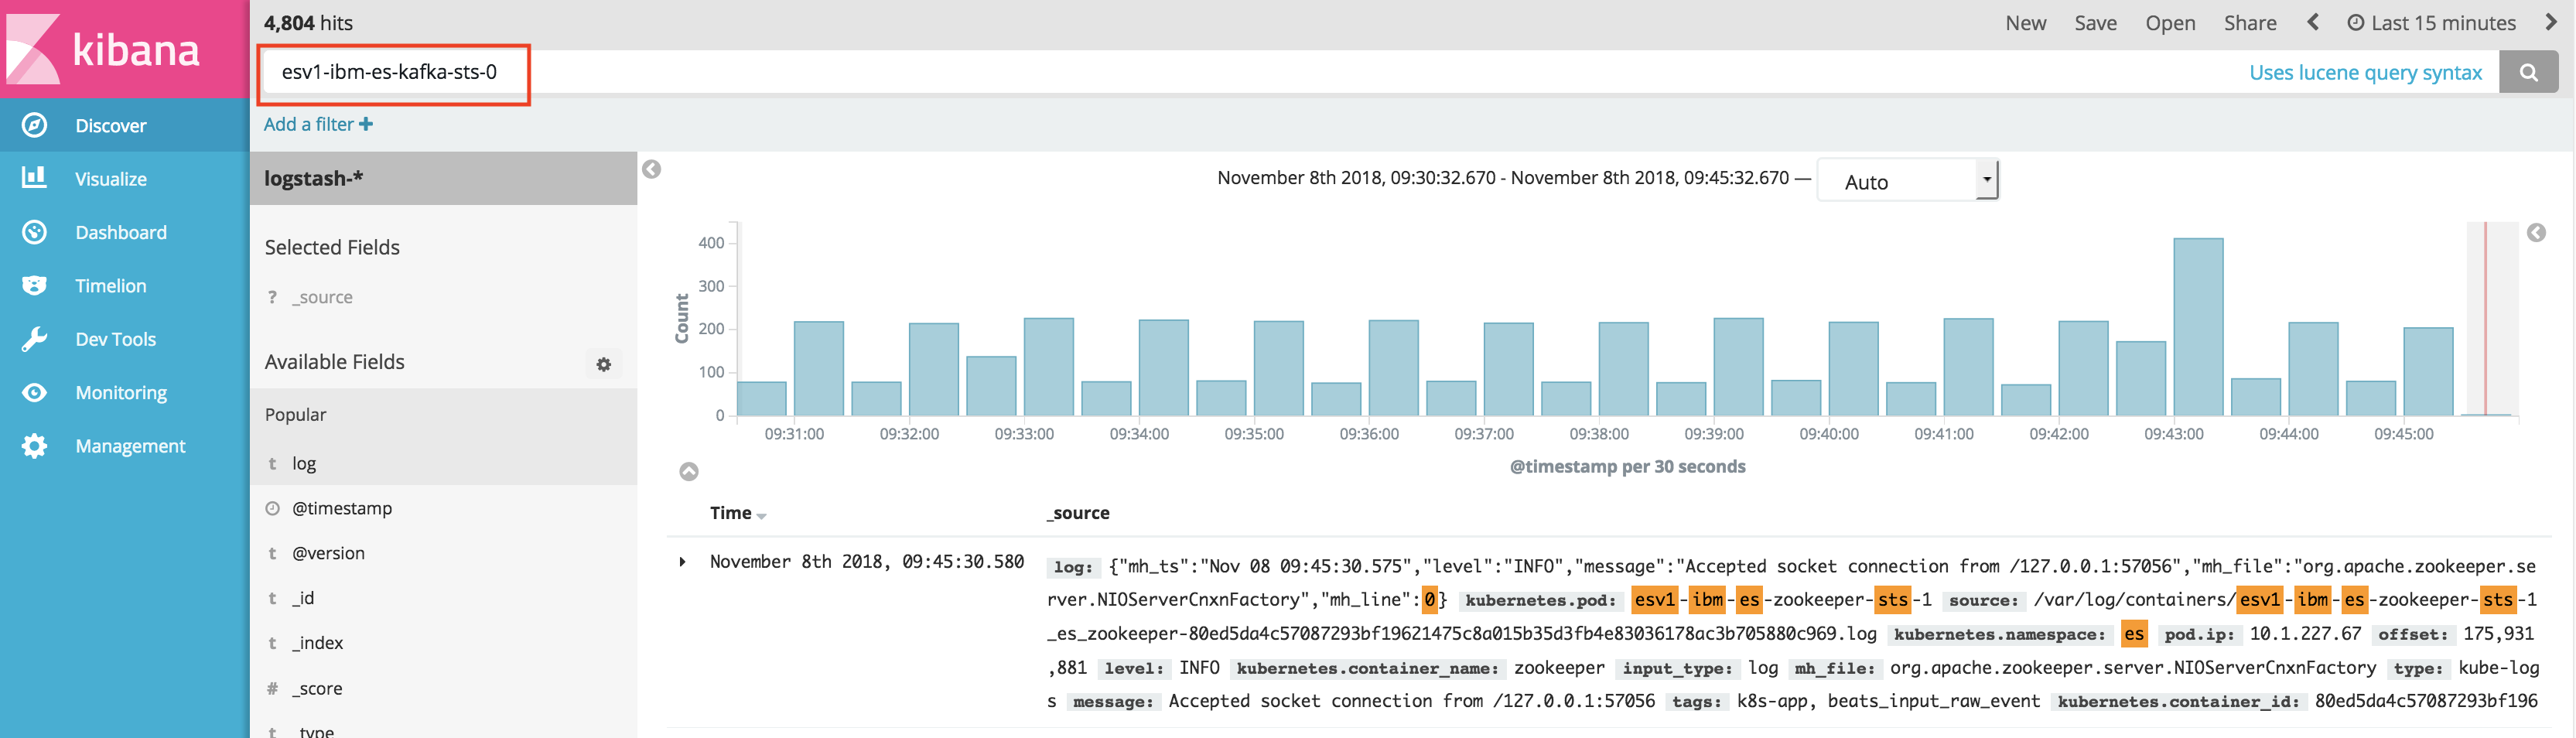 kibana
Discover
Visualize
Dashboard
Timelion
Dev Tools
Monitoring
Management
4,804 hits
New Save Open Share Last 15 minutes
esv1-ibm-es-kafka-sts-0
Uses lucene query syntax
Add a filter +
logstash-*
Selected Fields
? _source
Available Fields
Popular
t log
@timestamp
t @version
t _id
t _index
# _score
t _type
November 8th 2018, 09:30:32.670 - November 8th 2018, 09:45:32.670 — Auto
Count
400
300
200
100
0
09:31:00 09:32:00 09:33:00 09:34:00 09:35:00 09:36:00 09:37:00 09:38:00 09:39:00 09:40:00 09:41:00 09:42:00 09:43:00 09:44:00 09:45:00
@timestamp per 30 seconds
Time _source
November 8th 2018, 09:45:30.580
log: {"mh_ts":"Nov 08 09:45:30.575","level":"INFO","message":"Accepted socket connection from /127.0.0.1:57056","mh_file":"org.apache.zookeeper.se
rver.NIOServerCnxnFactory","mh_line":0} kubernetes.pod: esv1-ibm-es-zookeeper-sts-1 source: /var/log/containers/esv1-ibm-es-zookeeper-sts-1
_es_zookeeper-80ed5da4c57087293bf19621475c8a015b35d3fb4e83036178ac3b705880c969.log kubernetes.namespace: es pod.ip: 10.1.227.67 offset: 175,931
,881 level: INFO kubernetes.container_name: zookeeper input_type: log mh_file: org.apache.zookeeper.server.NIOServerCnxnFactory type: kube-log
s message: Accepted socket connection from /127.0.0.1:57056 tags: k8s-app, beats_input_raw_event kubernetes.container_id: 80ed5da4c57087293bf196